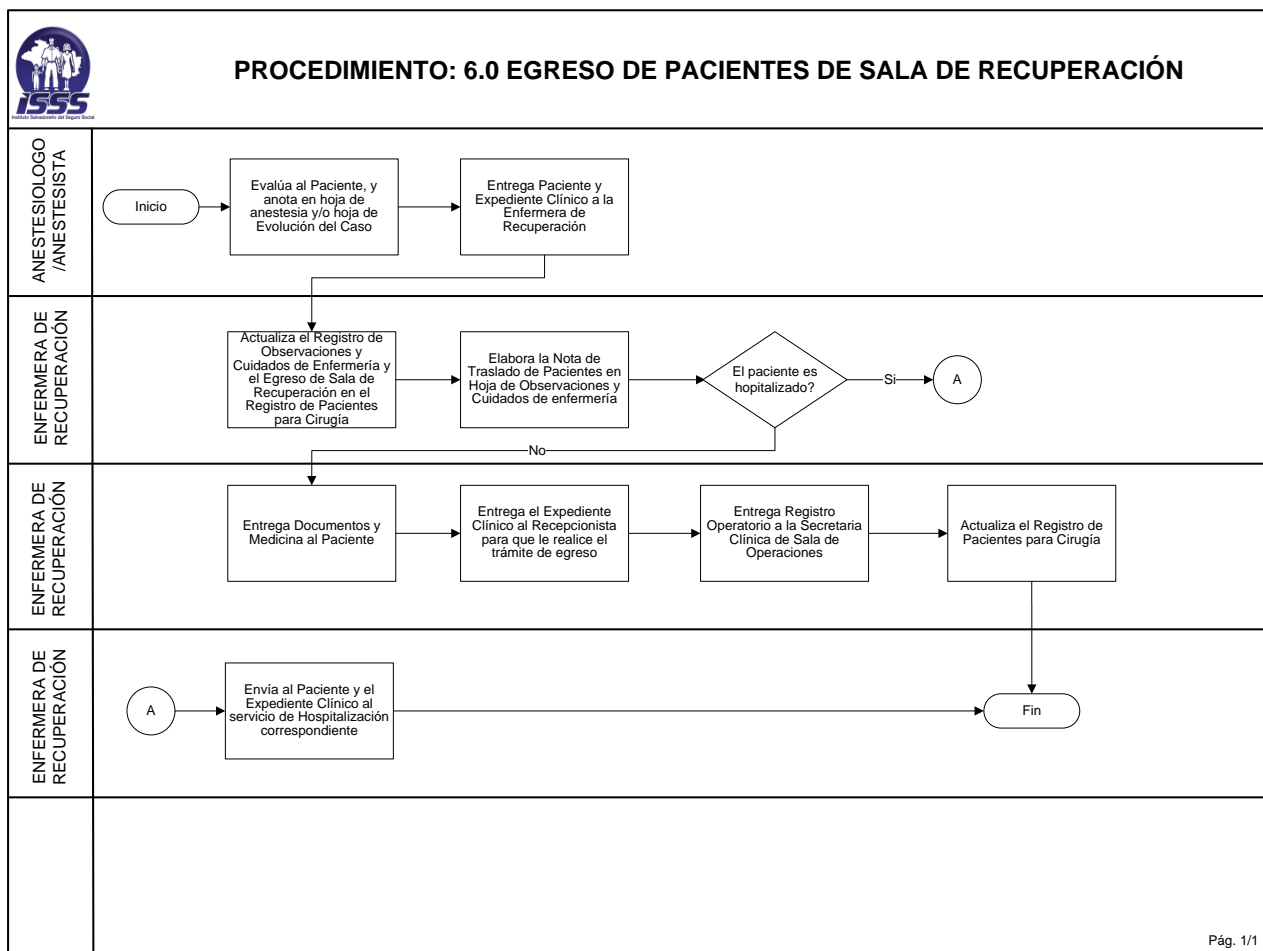 PROCEDIMIENTO: 6.0 EGRESO DE PACIENTES DE SALA DE RECUPERACIÓN
ISSS
Instituto Salvadoreño del Seguro Social
ANESTESIOLOGO
/ANESTESISTA
Inicio
Evalúa al Paciente, y
anota en hoja de
anestesia y/o hoja de
Evolución del Caso
Entrega Paciente y
Expediente Clínico a la
Enfermera de
Recuperación
ENFERMERA DE
RECUPERACIÓN
Actualiza el Registro de
Observaciones y
Cuidados de Enfermería y
el Egreso de Sala de
Recuperación en el
Registro de Pacientes
para Cirugía
Elabora la Nota de
Traslado de Pacientes en
Hoja de Observaciones y
Cuidados de enfermería
El paciente es
hopitalizado?
Si
A
No
ENFERMERA DE
RECUPERACIÓN
Entrega Documentos y
Medicina al Paciente
Entrega el Expediente
Clínico al Recepcionista
para que le realice el
trámite de egreso
Entrega Registro
Operatorio a la Secretaria
Clínica de Sala de
Operaciones
Actualiza el Registro de
Pacientes para Cirugía
ENFERMERA DE
RECUPERACIÓN
A
Envía al Paciente y el
Expediente Clínico al
servicio de Hospitalización
correspondiente
Fin
Pág. 1/1